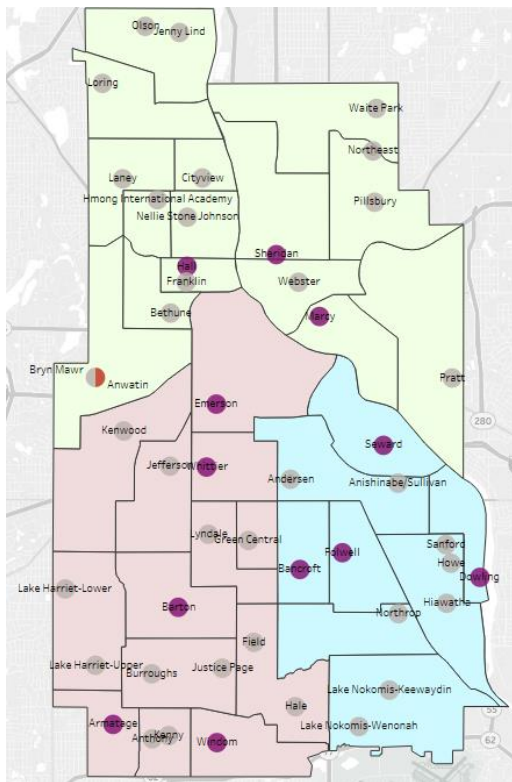 Olson
Jenny Lind
Loring
Waite Park
Northeast
Laney
Cityview
Hmong International Academy
Pillsbury
Nellie Stone Johnson
Sheridan
Hall
Franklin
Webster
Bethune
Marcy
Bryn Mawr
Anwatin
Pratt
Emerson
280
Kenwood
Seward
Jefferson
Whittier
Andersen
Anishinabe/Sullivan
Lyndale
Green Central
Sanford
Folwell
Howe
Bancroft
Dowling
Lake Harriet-Lower
Barton
Hiawatha
Northrop
Field
Lake Harriet-Upper
Burroughs
Justice Page
Lake Nokomis-Keewaydin
Hale
55
Armatage
Lake Nokomis-Wenonah
Kenny
Anthony
Windom
62